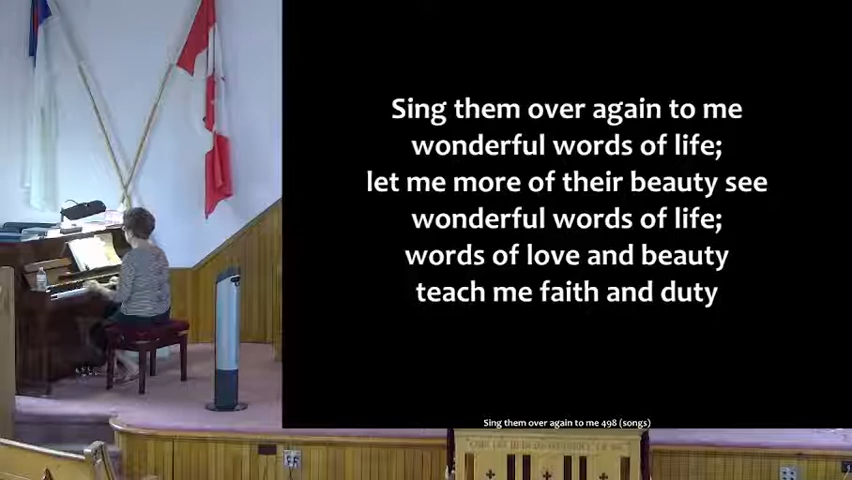 Sing them over again to me
wonderful words of life;
let me more of their beauty see
wonderful words of life;
words of love and beauty
teach me faith and duty
Sing them over again to me 498 (songs)